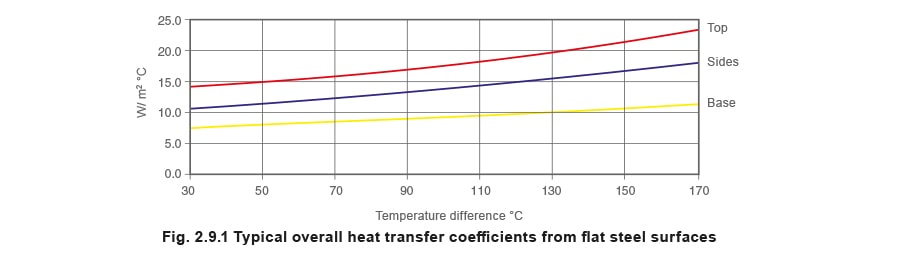 25.0
Top
20.0
Sides
15.0
W/ m² °C
Base
10.0
5.0
0.0
30 50 70 90 110 130 150 170
Temperature difference °C
Fig. 2.9.1 Typical overall heat transfer coefficients from flat steel surfaces